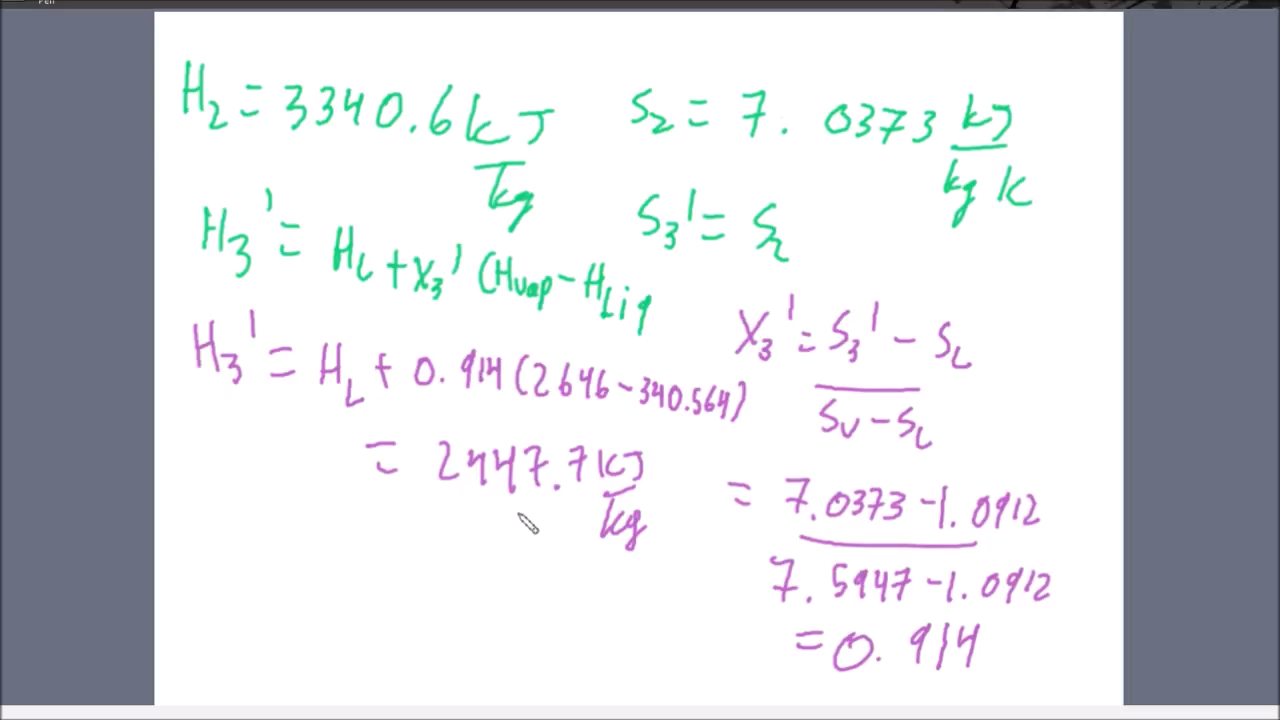 Pen
H2 = 3340.6 kJ/kg S2 = 7.0373 kJ/kg K
H3' = HL + X3' (Hvap - HLiq S3' = S2
H3' = HL + 0.914 (2646 - 340.564) X3' = S3' - SL / SV - SL
= 2447.7 kJ/kg = 7.0373 - 1.0912 / 7.5947 - 1.0912
= 0.914